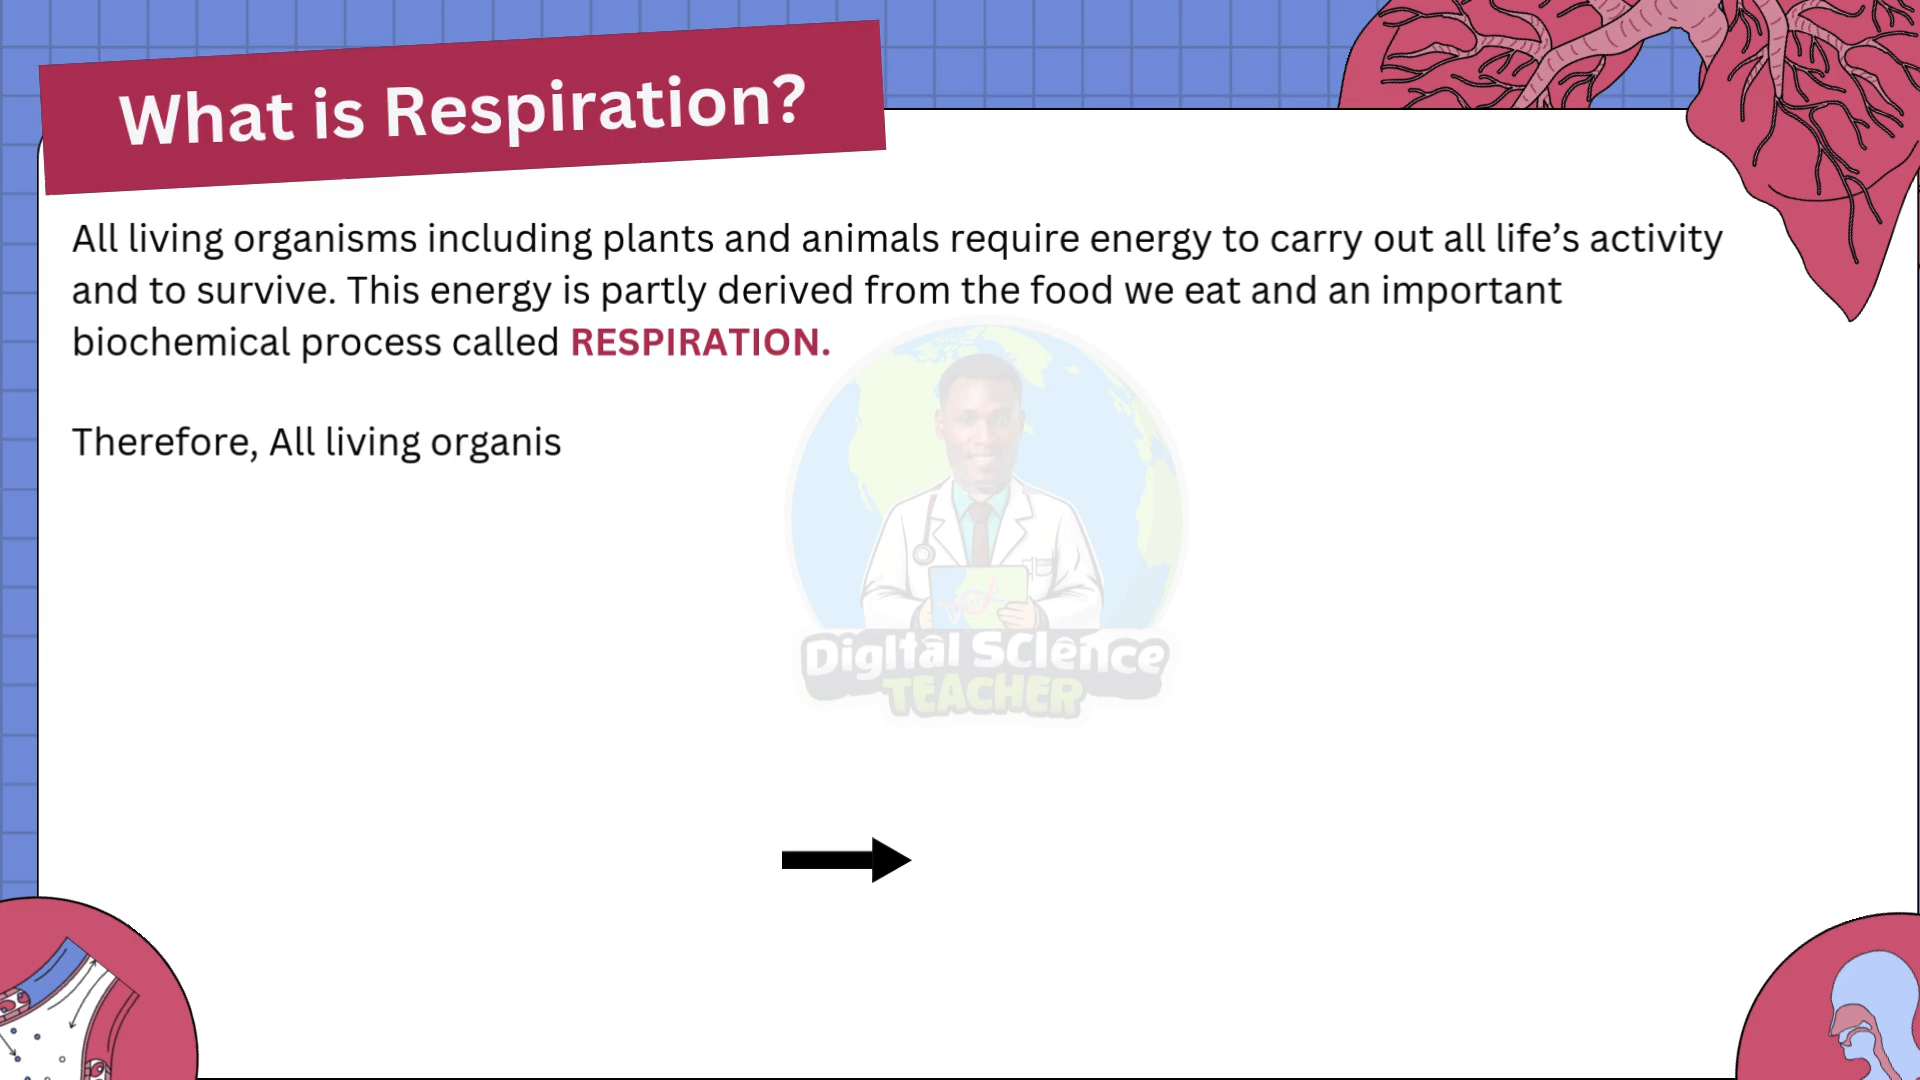 What is Respiration?
All living organisms including plants and animals require energy to carry out all life’s activity
and to survive. This energy is partly derived from the food we eat and an important
biochemical process called RESPIRATION.
Therefore, All living organis
Digital Science
TEACHER